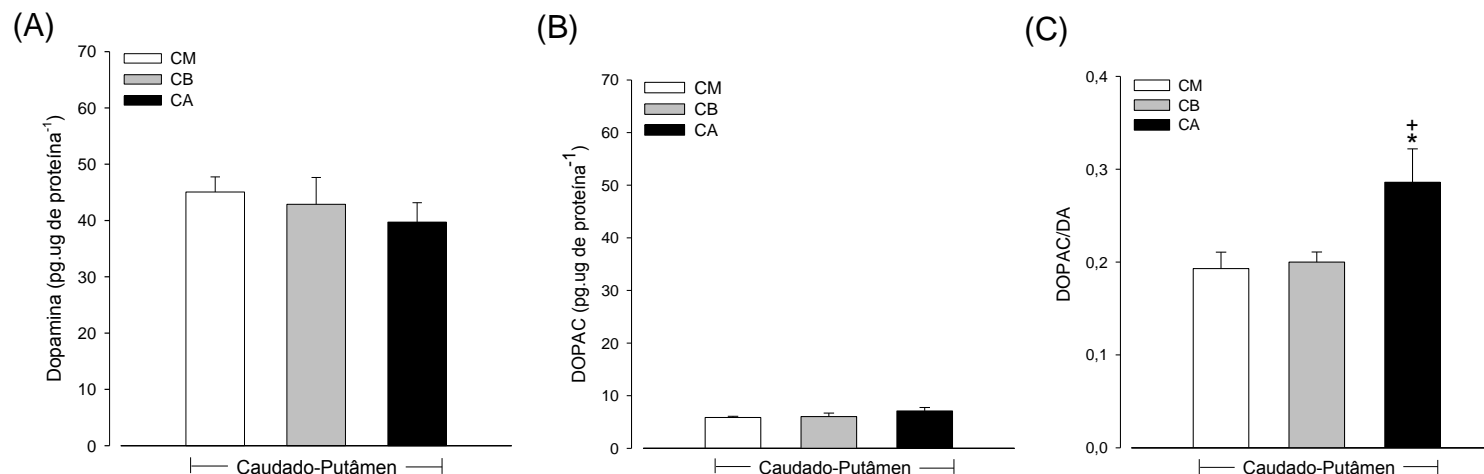 (A)
CM
CB
CA
70
60
50
40
30
20
10
0
Dopamina (pg.ug de proteína⁻¹)
Caudado-Putâmen
(B)
CM
CB
CA
70
60
50
40
30
20
10
0
DOPAC (pg.ug de proteína⁻¹)
Caudado-Putâmen
(C)
CM
CB
CA
0,4
0,3
0,2
0,1
0,0
DOPAC/DA
+
*
Caudado-Putâmen